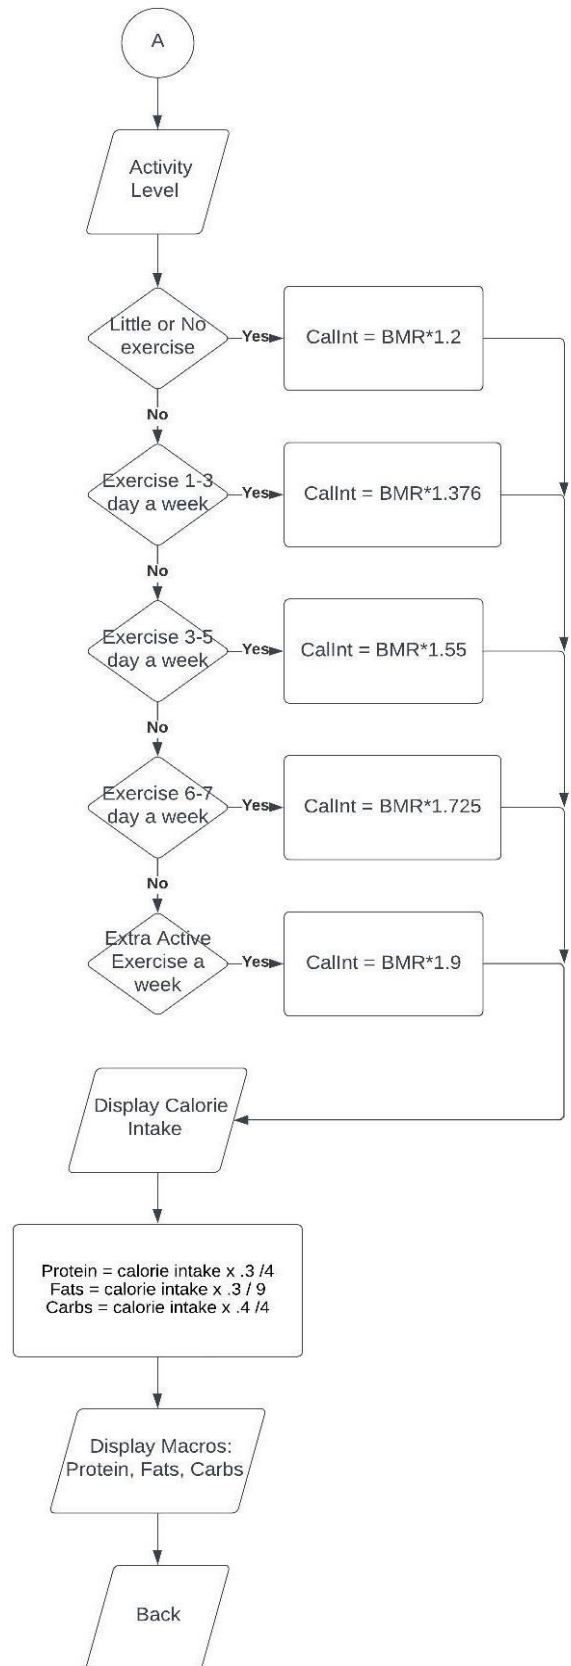 A
Activity
Level
Little or No
exercise
Yes
CalInt = BMR*1.2
No
Exercise 1-3
day a week
Yes
CalInt = BMR*1.376
No
Exercise 3-5
day a week
Yes
CalInt = BMR*1.55
No
Exercise 6-7
day a week
Yes
CalInt = BMR*1.725
No
Extra Active
Exercise a
week
Yes
CalInt = BMR*1.9
Display Calorie
Intake
Protein = calorie intake x .3 /4
Fats = calorie intake x .3 / 9
Carbs = calorie intake x .4 /4
Display Macros:
Protein, Fats, Carbs
Back